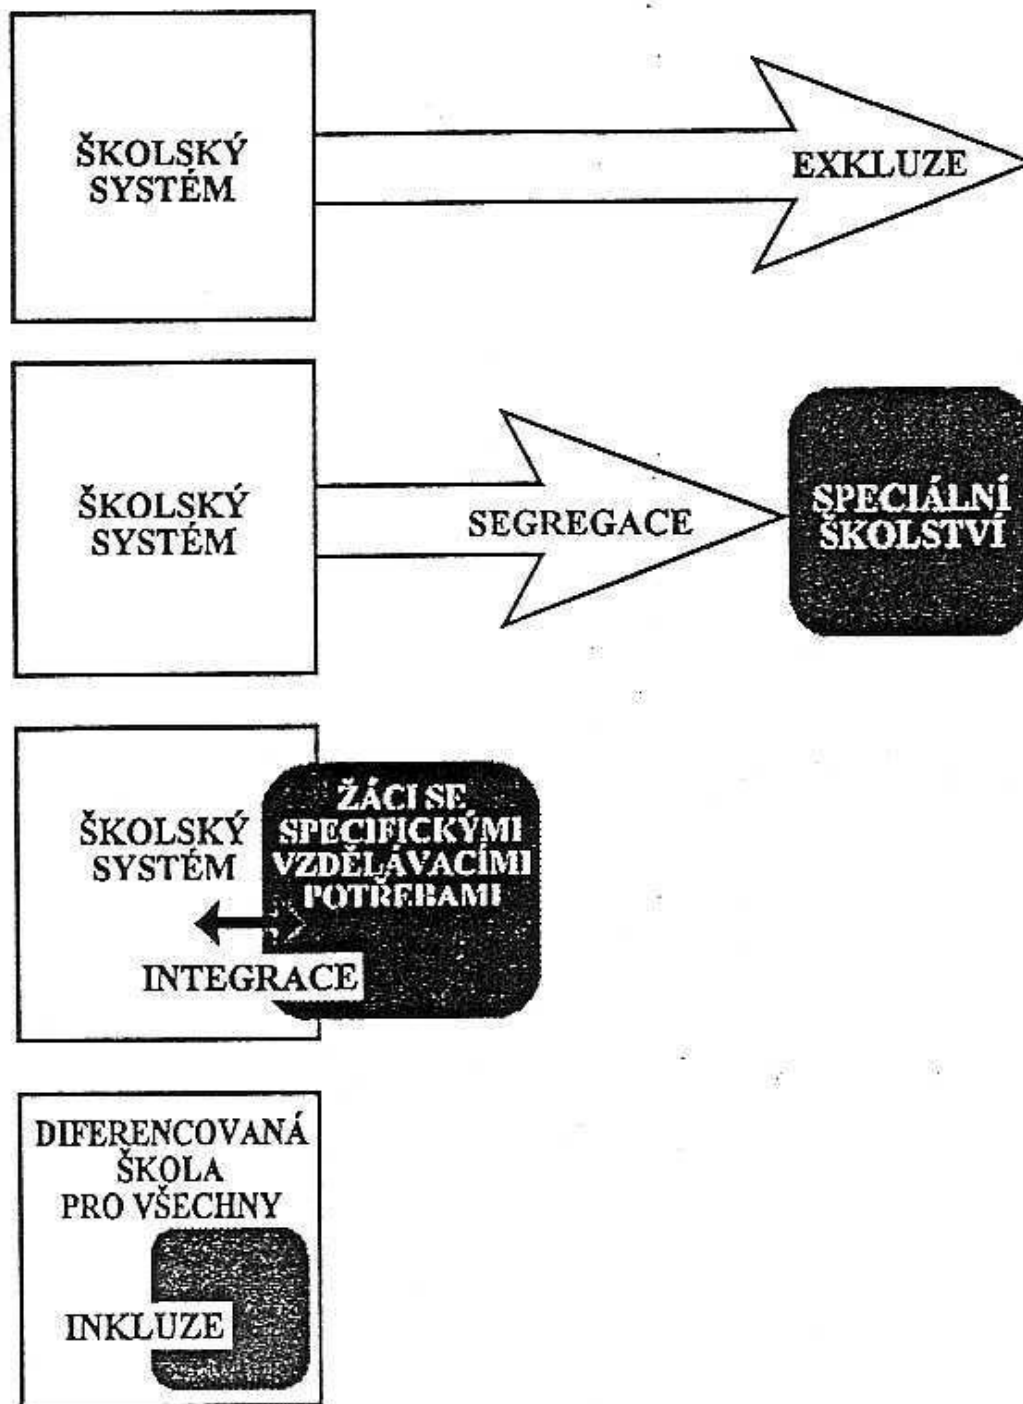 ŠKOLSKÝ
SYSTÉM
EXKLUZE
ŠKOLSKÝ
SYSTÉM
SEGREGACE
SPECIÁLNÍ
ŠKOLSTVÍ
ŠKOLSKÝ
SYSTÉM
ŽÁCI SE
SPECIFICKÝMI
VZDĚLÁVACÍMI
POTŘEBAMI
INTEGRACE
DIFERENCOVANÁ
ŠKOLA
PRO VŠECHNY
INKLUZE